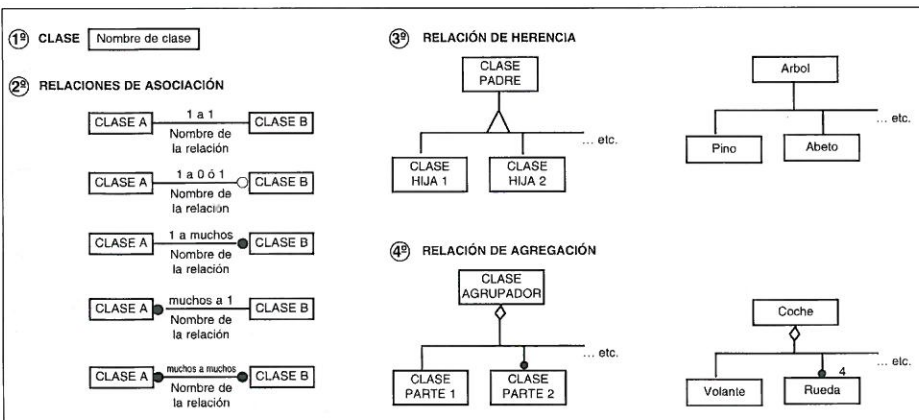 1º CLASE Nombre de clase
2º RELACIONES DE ASOCIACIÓN
CLASE A 1 a 1 CLASE B
Nombre de
la relación
CLASE A 1 a 0 ó 1 CLASE B
Nombre de
la relación
CLASE A 1 a muchos CLASE B
Nombre de
la relación
CLASE A muchos a 1 CLASE B
Nombre de
la relación
CLASE A muchos a muchos CLASE B
Nombre de
la relación
3º RELACIÓN DE HERENCIA
CLASE
PADRE
... etc.
CLASE
HIJA 1
CLASE
HIJA 2
Arbol
... etc.
Pino
Abeto
4º RELACIÓN DE AGREGACIÓN
CLASE
AGRUPADOR
... etc.
CLASE
PARTE 1
CLASE
PARTE 2
Coche
... etc.
4
Volante
Rueda